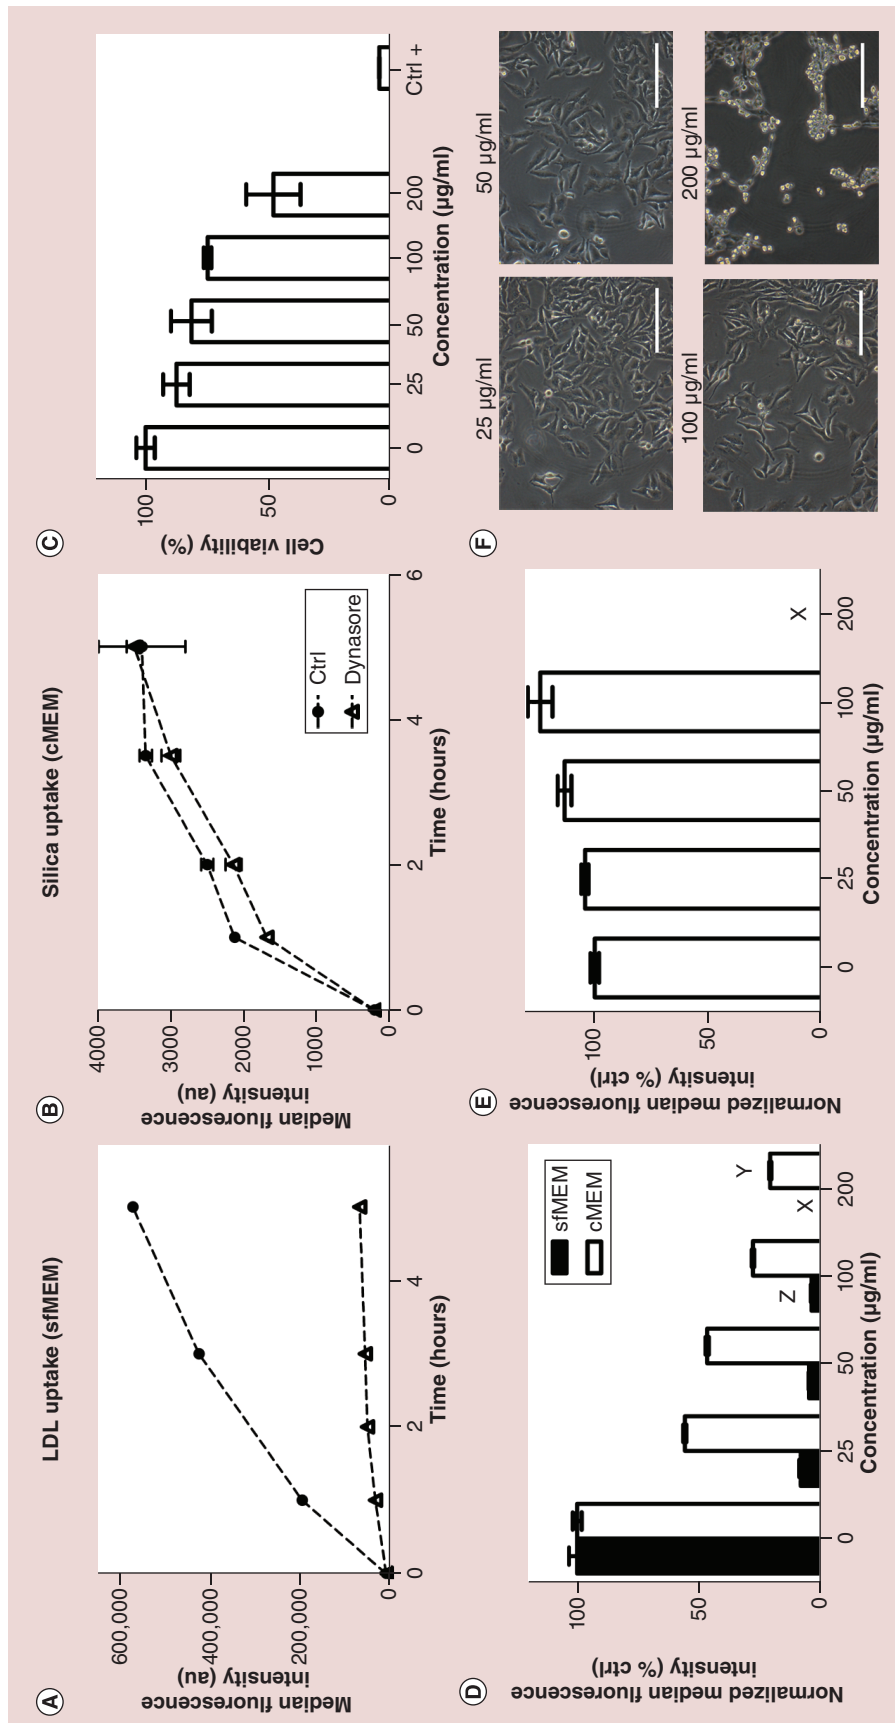 A
LDL uptake (sfMEM)
Median fluorescence
intensity (au)
600,000
400,000
200,000
0
0
2
4
Time (hours)
B
Silica uptake (cMEM)
Median fluorescence
intensity (au)
4000
3000
2000
1000
0
0
2
4
6
Time (hours)
Ctrl
Dynasore
C
Cell viability (%)
100
50
0
0
25
50
100
200
Ctrl +
Concentration (µg/ml)
D
Normalized median fluorescence
intensity (% ctrl)
100
50
0
sfMEM
cMEM
Z
X
Y
0
25
50
100
200
Concentration (µg/ml)
E
Normalized median fluorescence
intensity (% ctrl)
100
50
0
X
0
25
50
100
200
Concentration (µg/ml)
F
25 µg/ml
50 µg/ml
100 µg/ml
200 µg/ml